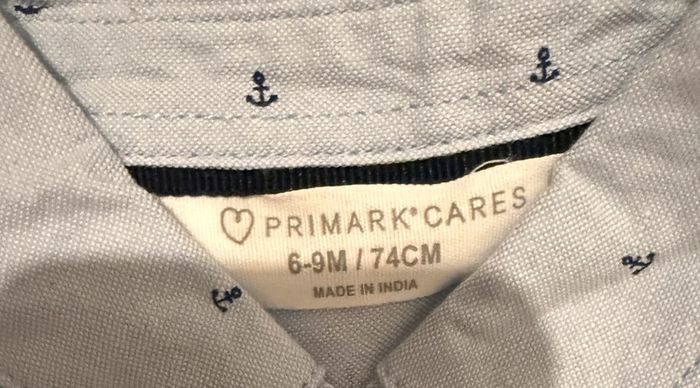 PRIMARK® CARES
6-9M / 74CM
MADE IN INDIA